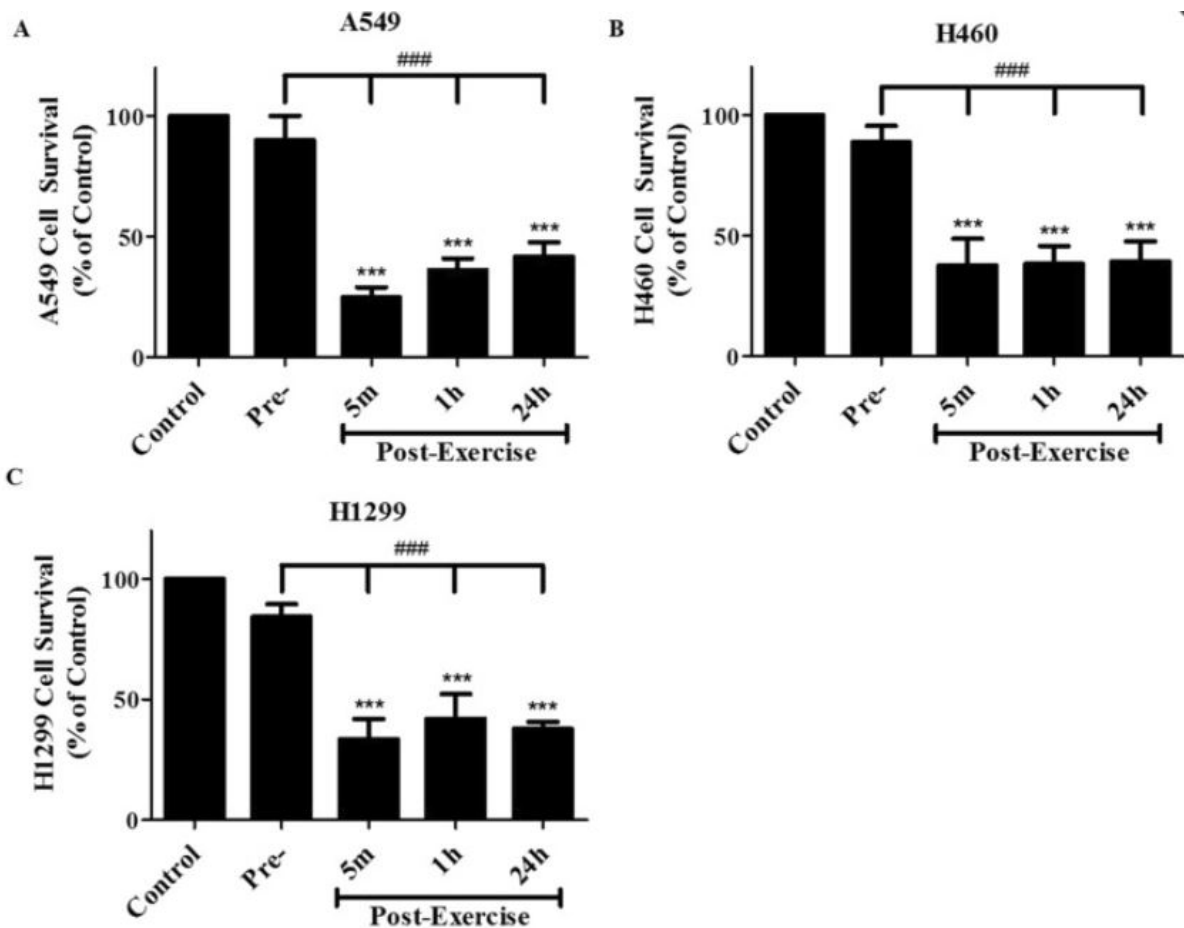 A
A549
###
A549 Cell Survival
(% of Control)
100
50
0
***
***
***
Control
Pre-
5m
1h
24h
Post-Exercise
B
H460
###
H460 Cell Survival
(% of Control)
100
50
0
***
***
***
Control
Pre-
5m
1h
24h
Post-Exercise
C
H1299
###
H1299 Cell Survival
(% of Control)
100
50
0
***
***
***
Control
Pre-
5m
1h
24h
Post-Exercise